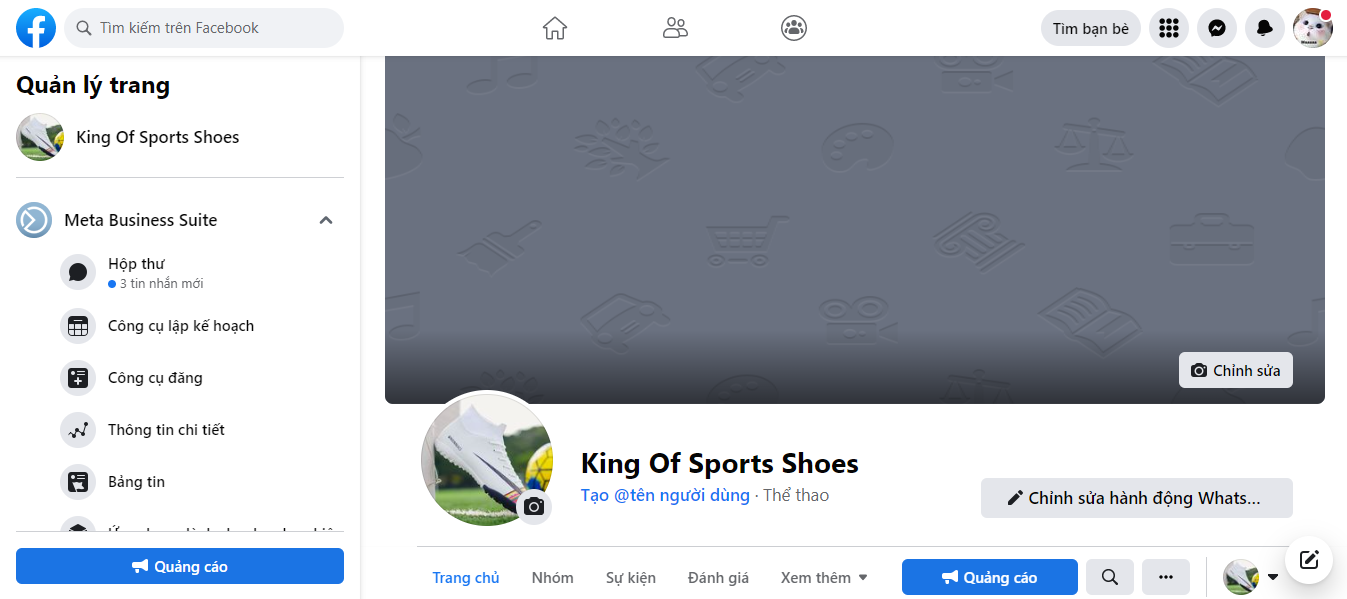 Tìm kiếm trên Facebook
Tìm bạn bè
Quản lý trang
King Of Sports Shoes
Meta Business Suite
Hộp thư
3 tin nhắn mới
Công cụ lập kế hoạch
Công cụ đăng
Thông tin chi tiết
Bảng tin
Quảng cáo
Chỉnh sửa
King Of Sports Shoes
Tạo @tên người dùng · Thể thao
Chỉnh sửa hành động Whats...
Trang chủ
Nhóm
Sự kiện
Đánh giá
Xem thêm
Quảng cáo